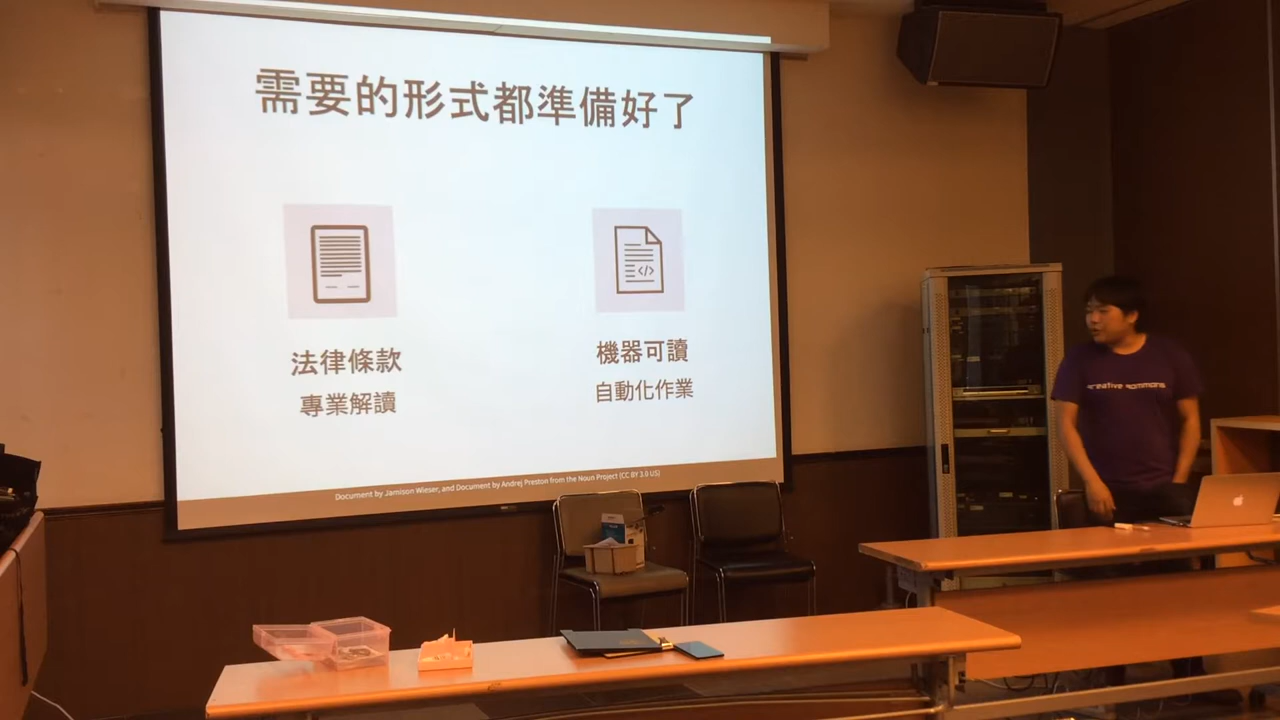 需要的形式都準備好了
法律條款
專業解讀
機器可讀
自動化作業
Document by Jamison Wieser, and Document by Andrej Preston from the Noun Project (CC BY 3.0 US)
creative commons